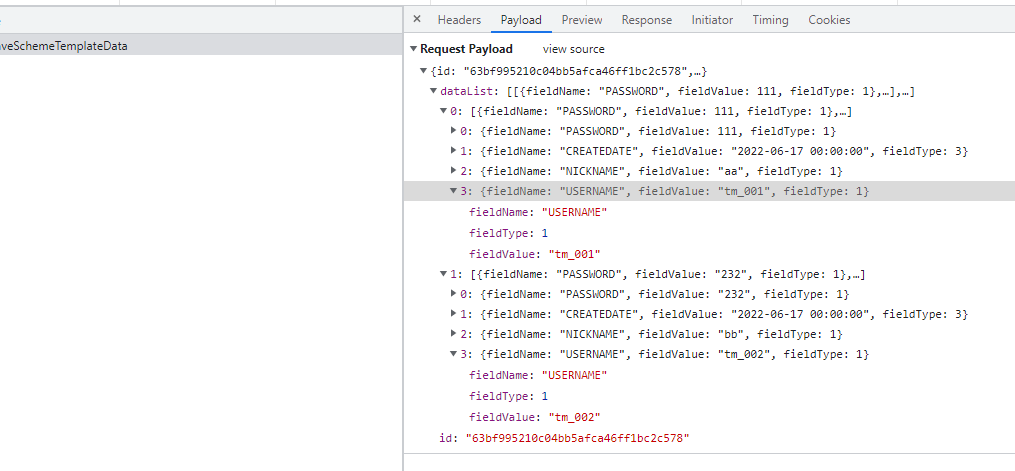 Headers Payload Preview Response Initiator Timing Cookies
Request Payload view source
aveSchemeTemplateData
{id: "63bf995210c04bb5afca46ff1bc2c578",…}
dataList: [[{fieldName: "PASSWORD", fieldValue: 111, fieldType: 1},…],…]
0: [{fieldName: "PASSWORD", fieldValue: 111, fieldType: 1},…]
0: {fieldName: "PASSWORD", fieldValue: 111, fieldType: 1}
1: {fieldName: "CREATEDATE", fieldValue: "2022-06-17 00:00:00", fieldType: 3}
2: {fieldName: "NICKNAME", fieldValue: "aa", fieldType: 1}
3: {fieldName: "USERNAME", fieldValue: "tm_001", fieldType: 1}
fieldName: "USERNAME"
fieldType: 1
fieldValue: "tm_001"
1: [{fieldName: "PASSWORD", fieldValue: "232", fieldType: 1},…]
0: {fieldName: "PASSWORD", fieldValue: "232", fieldType: 1}
1: {fieldName: "CREATEDATE", fieldValue: "2022-06-17 00:00:00", fieldType: 3}
2: {fieldName: "NICKNAME", fieldValue: "bb", fieldType: 1}
3: {fieldName: "USERNAME", fieldValue: "tm_002", fieldType: 1}
fieldName: "USERNAME"
fieldType: 1
fieldValue: "tm_002"
id: "63bf995210c04bb5afca46ff1bc2c578"